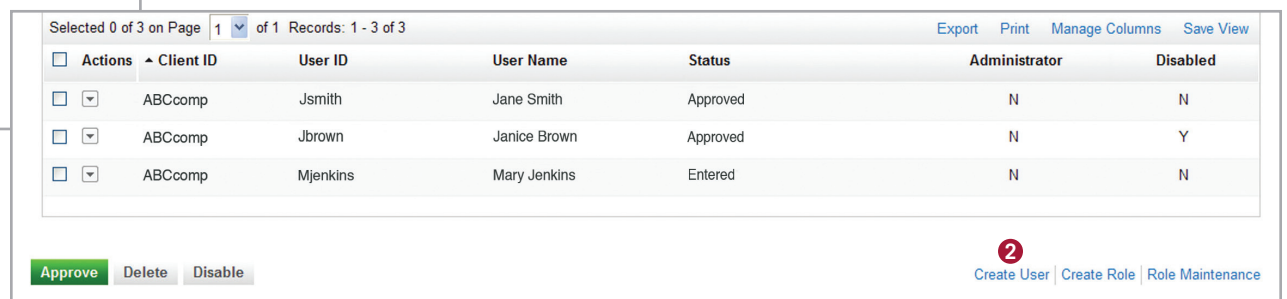 Selected 0 of 3 on Page 1 of 1 Records: 1 - 3 of 3 Export Print Manage Columns Save View
Actions Client ID User ID User Name Status Administrator Disabled
ABCcomp Jsmith Jane Smith Approved N N
ABCcomp Jbrown Janice Brown Approved N Y
ABCcomp Mjenkins Mary Jenkins Entered N N
2
Approve Delete Disable Create User Create Role Role Maintenance